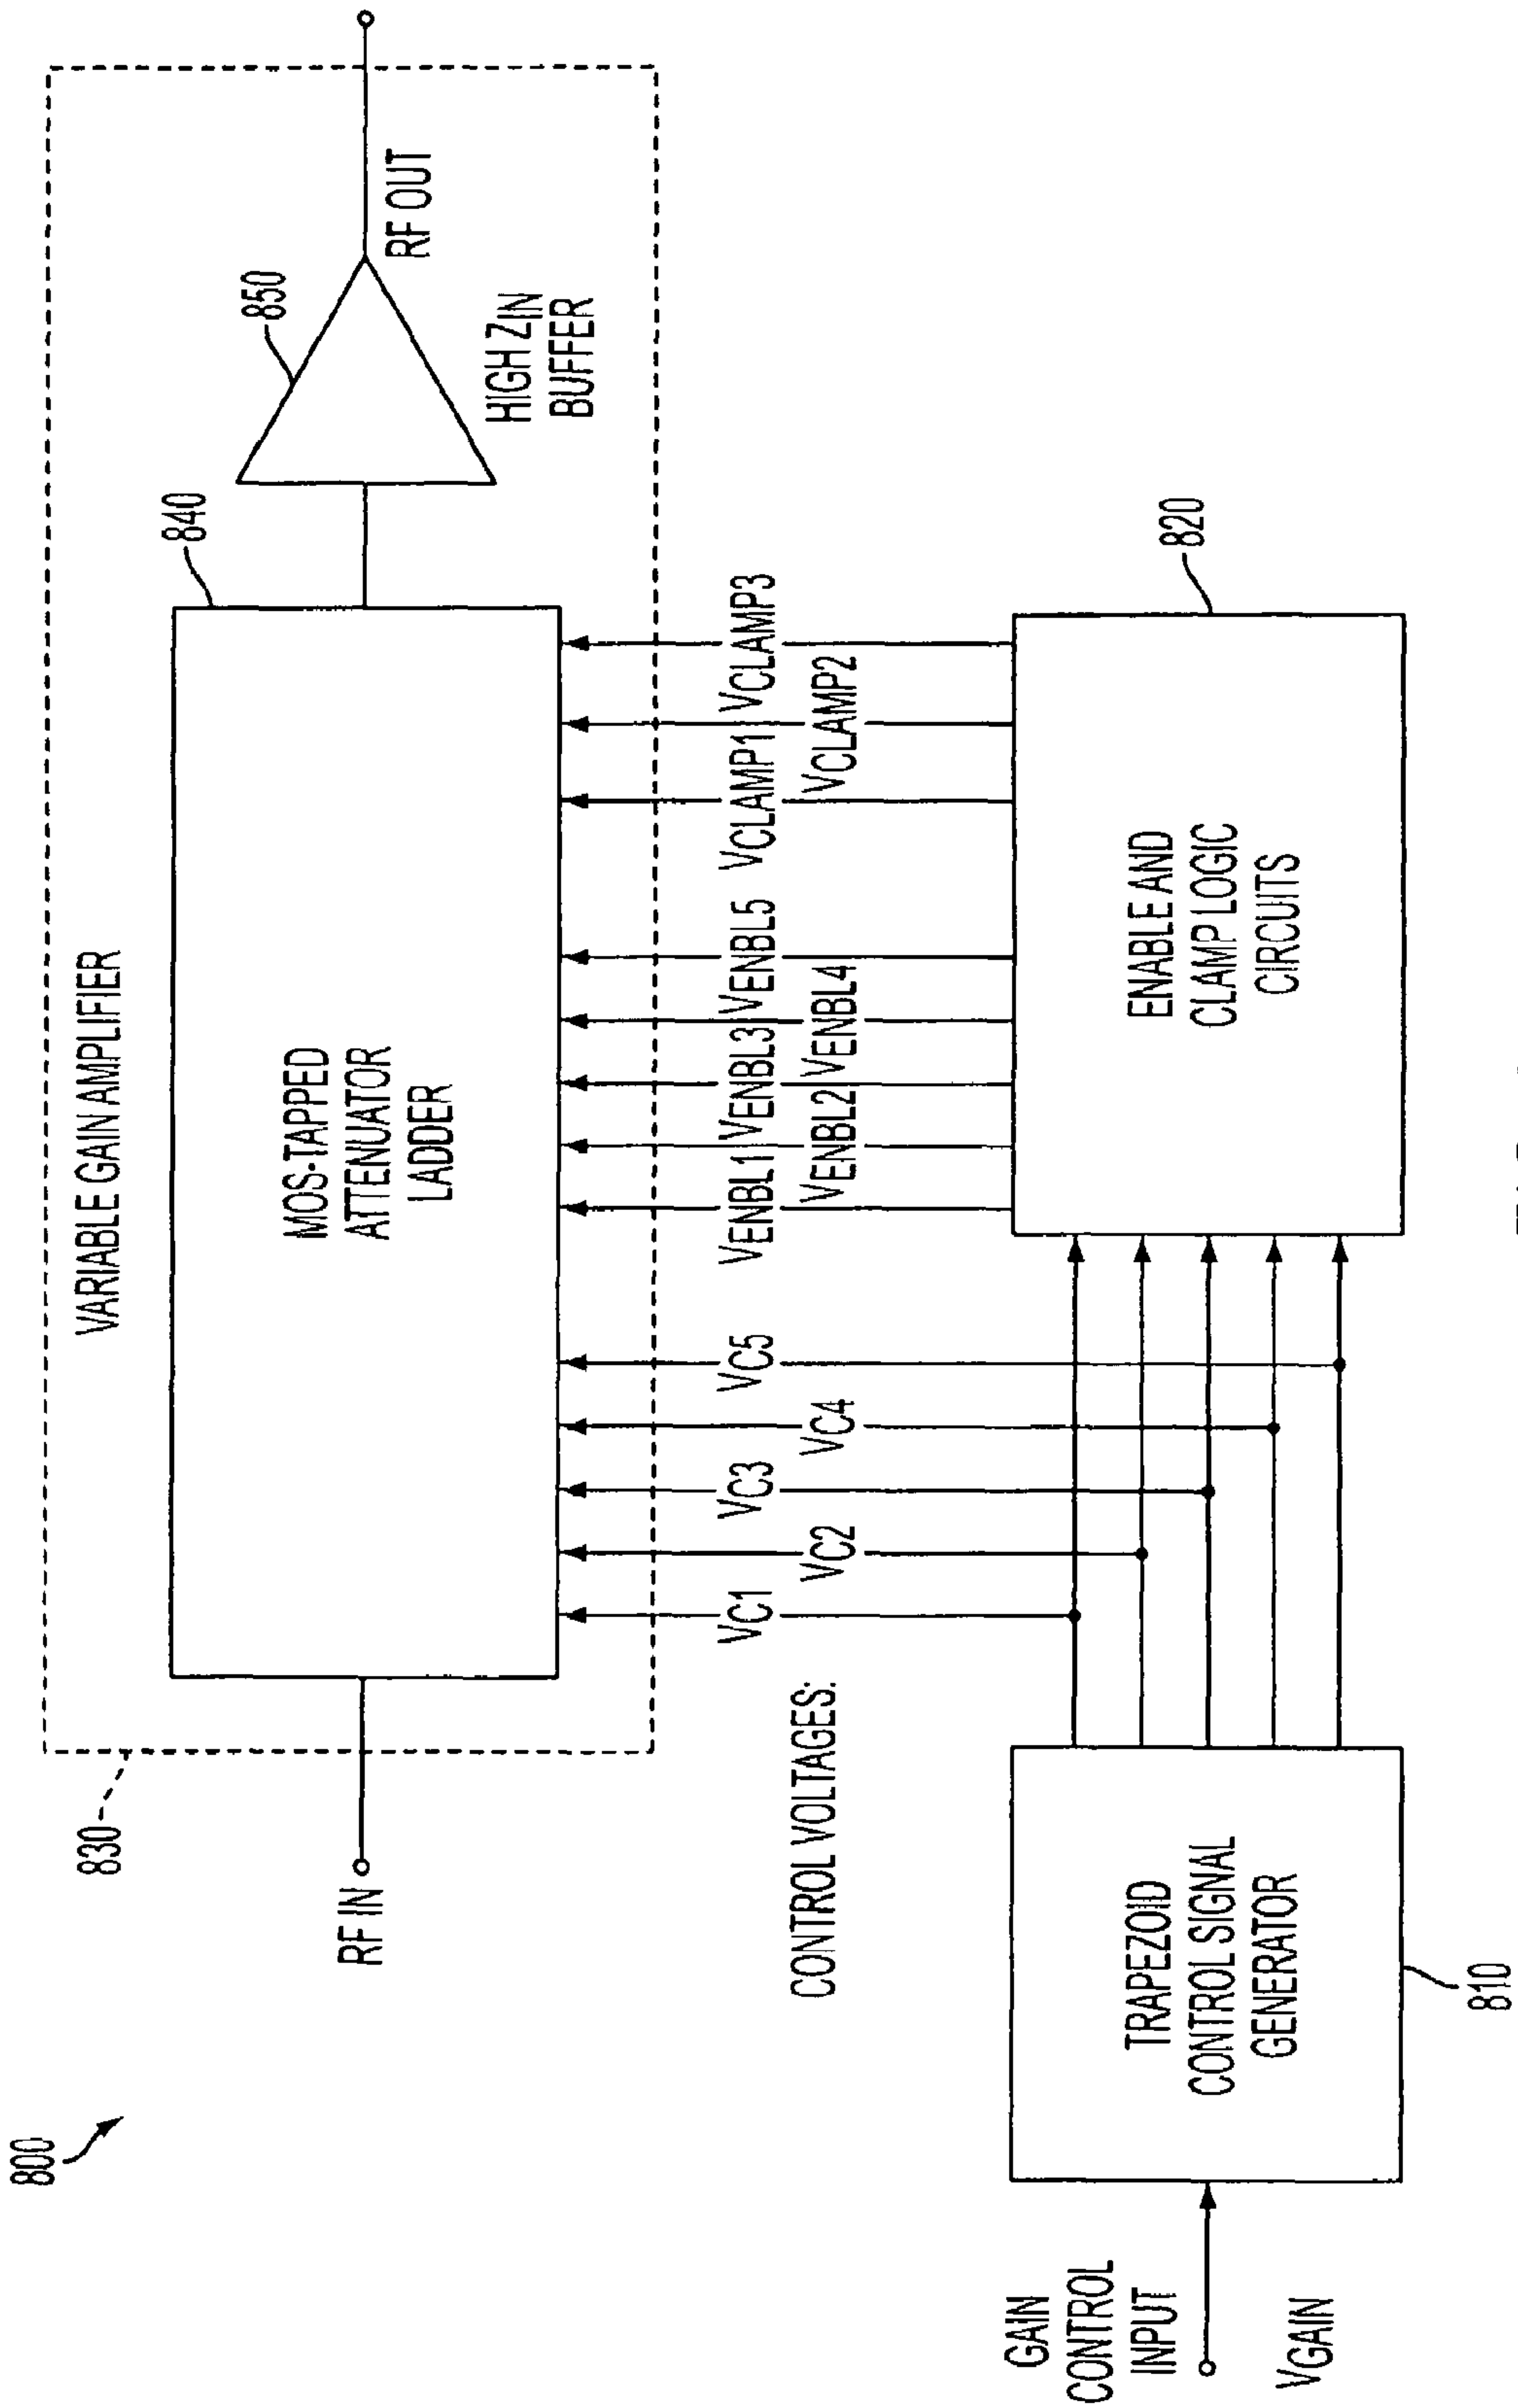 800
830
VARIABLE GAIN AMPLIFIER
RF IN
MOS-TAPPED
ATTENUATOR
LADDER
840
850
RF OUT
HIGH ZIN
BUFFER
CONTROL VOLTAGES:
VC1
VC2
VC3
VC4
VC5
VENBL1
VENBL2
VENBL3
VENBL4
VENBL5
VCLAMP1
VCLAMP2
VCLAMP3
GAIN
CONTROL
INPUT
VGAIN
TRAPEZOID
CONTROL SIGNAL
GENERATOR
810
ENABLE AND
CLAMP LOGIC
CIRCUITS
820